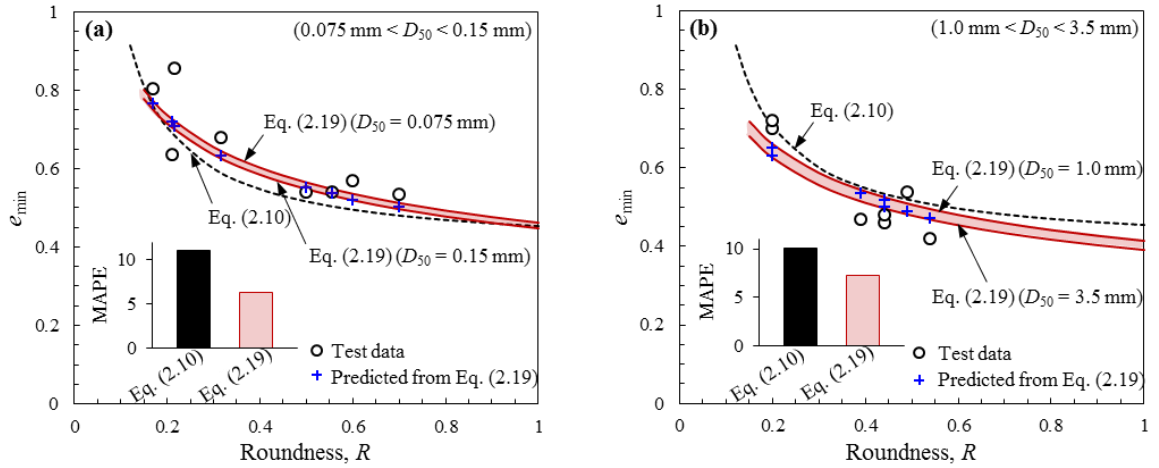 (a)
(0.075 mm < D50 < 0.15 mm)
1
0.8
0.6
0.4
0.2
0
emin
Eq. (2.19) (D50 = 0.075 mm)
Eq. (2.10)
Eq. (2.19) (D50 = 0.15 mm)
MAPE
10
5
0
Eq. (2.10)
Eq. (2.19)
Test data
Predicted from Eq. (2.19)
0 0.2 0.4 0.6 0.8 1
Roundness, R
(b)
(1.0 mm < D50 < 3.5 mm)
1
0.8
0.6
0.4
0.2
0
emin
Eq. (2.10)
Eq. (2.19) (D50 = 1.0 mm)
Eq. (2.19) (D50 = 3.5 mm)
MAPE
10
5
0
Eq. (2.10)
Eq. (2.19)
Test data
Predicted from Eq. (2.19)
0 0.2 0.4 0.6 0.8 1
Roundness, R